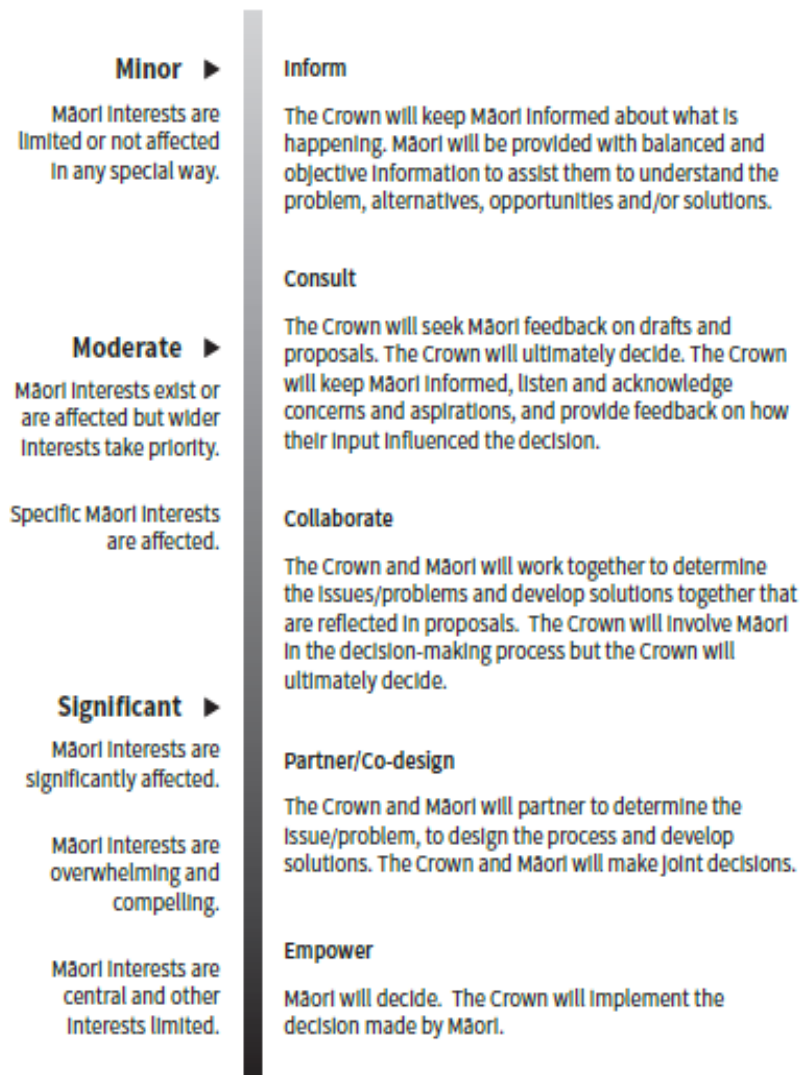 Minor ▶
Māori interests are
limited or not affected
in any special way.
Moderate ▶
Māori interests exist or
are affected but wider
interests take priority.
Specific Māori interests
are affected.
Significant ▶
Māori interests are
significantly affected.
Māori interests are
overwhelming and
compelling.
Māori interests are
central and other
interests limited.
Inform
The Crown will keep Māori informed about what is
happening. Māori will be provided with balanced and
objective information to assist them to understand the
problem, alternatives, opportunities and/or solutions.
Consult
The Crown will seek Māori feedback on drafts and
proposals. The Crown will ultimately decide. The Crown
will keep Māori informed, listen and acknowledge
concerns and aspirations, and provide feedback on how
their input influenced the decision.
Collaborate
The Crown and Māori will work together to determine
the issues/problems and develop solutions together that
are reflected in proposals.  The Crown will involve Māori
in the decision-making process but the Crown will
ultimately decide.
Partner/Co-design
The Crown and Māori will partner to determine the
issue/problem, to design the process and develop
solutions. The Crown and Māori will make joint decisions.
Empower
Māori will decide.  The Crown will implement the
decision made by Māori.